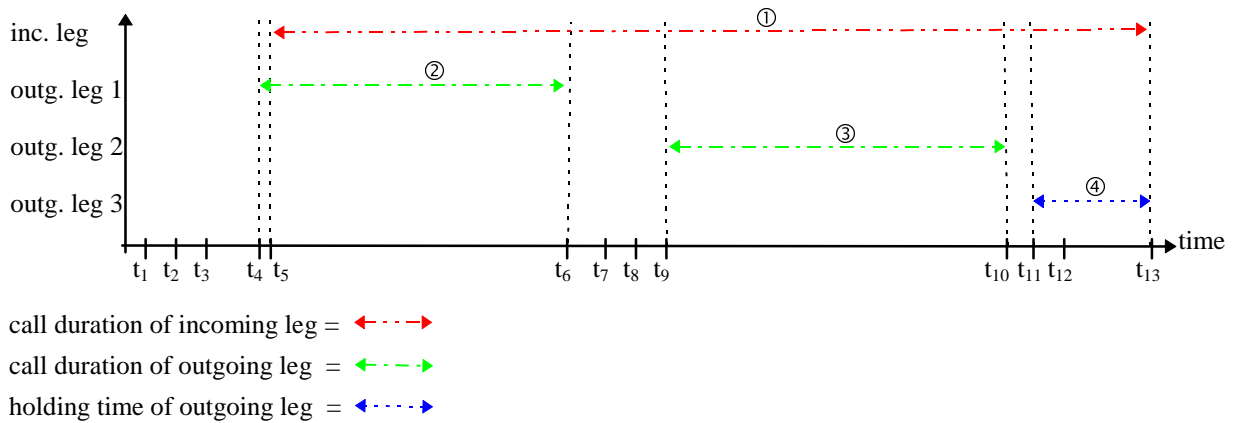 inc. leg ①
outg. leg 1 ②
outg. leg 2 ③
outg. leg 3 ④
time
t1 t2 t3 t4 t5 t6 t7 t8 t9 t10 t11 t12 t13
call duration of incoming leg =
call duration of outgoing leg =
holding time of outgoing leg =